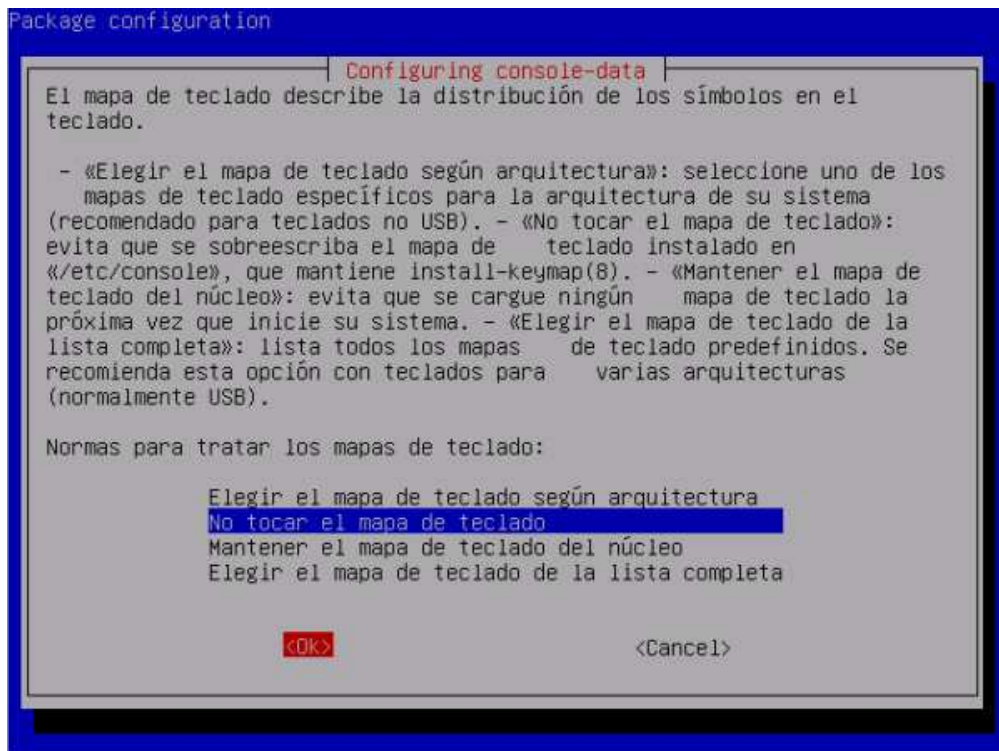 Package configuration
Configuring console-data
El mapa de teclado describe la distribución de los símbolos en el
teclado.
– «Elegir el mapa de teclado según arquitectura»: seleccione uno de los
mapas de teclado específicos para la arquitectura de su sistema
(recomendado para teclados no USB). – «No tocar el mapa de teclado»:
evita que se sobreescriba el mapa de    teclado instalado en
«/etc/console», que mantiene install-keymap(8). – «Mantener el mapa de
teclado del núcleo»: evita que se cargue ningún    mapa de teclado la
próxima vez que inicie su sistema. – «Elegir el mapa de teclado de la
lista completa»: lista todos los mapas    de teclado predefinidos. Se
recomienda esta opción con teclados para    varias arquitecturas
(normalmente USB).
Normas para tratar los mapas de teclado:
Elegir el mapa de teclado según arquitectura
No tocar el mapa de teclado
Mantener el mapa de teclado del núcleo
Elegir el mapa de teclado de la lista completa
<Ok>    <Cancel>